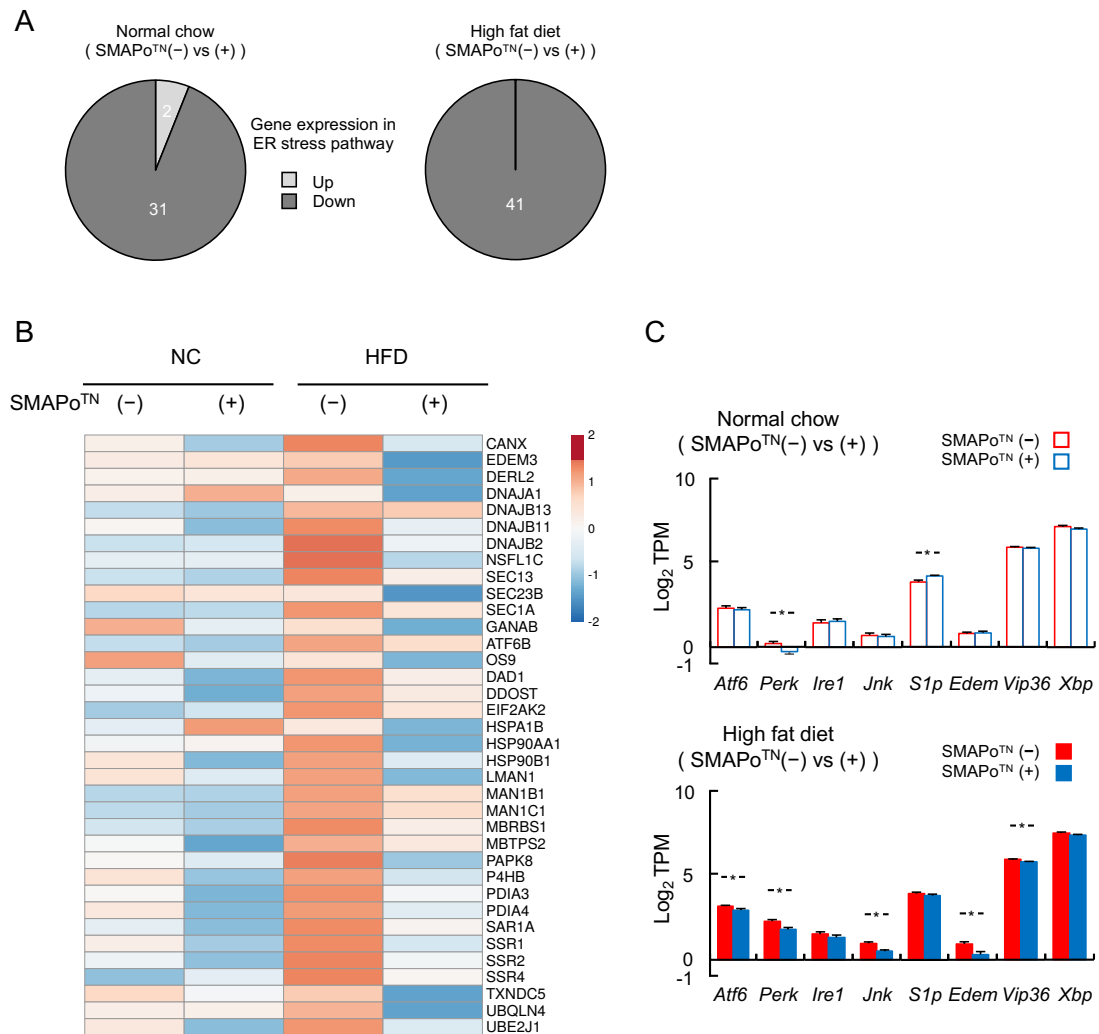 A
Normal chow
( SMAPoᵀᴺ(−) vs (+) )
High fat diet
( SMAPoᵀᴺ(−) vs (+) )
2
31
Gene expression in
ER stress pathway
Up
Down
41
B
NC
HFD
SMAPoᵀᴺ (−) (+) (−) (+)
CANX
EDEM3
DERL2
DNAJA1
DNAJB13
DNAJB11
DNAJB2
NSFL1C
SEC13
SEC23B
SEC1A
GANAB
ATF6B
OS9
DAD1
DDOST
EIF2AK2
HSPA1B
HSP90AA1
HSP90B1
LMAN1
MAN1B1
MAN1C1
MBRBS1
MBTPS2
PAPK8
P4HB
PDIA3
PDIA4
SAR1A
SSR1
SSR2
SSR4
TXNDC5
UBQLN4
UBE2J1
2
1
0
-1
-2
C
Normal chow
( SMAPoᵀᴺ(−) vs (+) )
SMAPoᵀᴺ (−)
SMAPoᵀᴺ (+)
Log₂ TPM
10
5
0
-1
*
*
Atf6 Perk Ire1 Jnk S1p Edem Vip36 Xbp
High fat diet
( SMAPoᵀᴺ(−) vs (+) )
SMAPoᵀᴺ (−)
SMAPoᵀᴺ (+)
Log₂ TPM
10
5
0
-1
*
*
*
*
*
Atf6 Perk Ire1 Jnk S1p Edem Vip36 Xbp